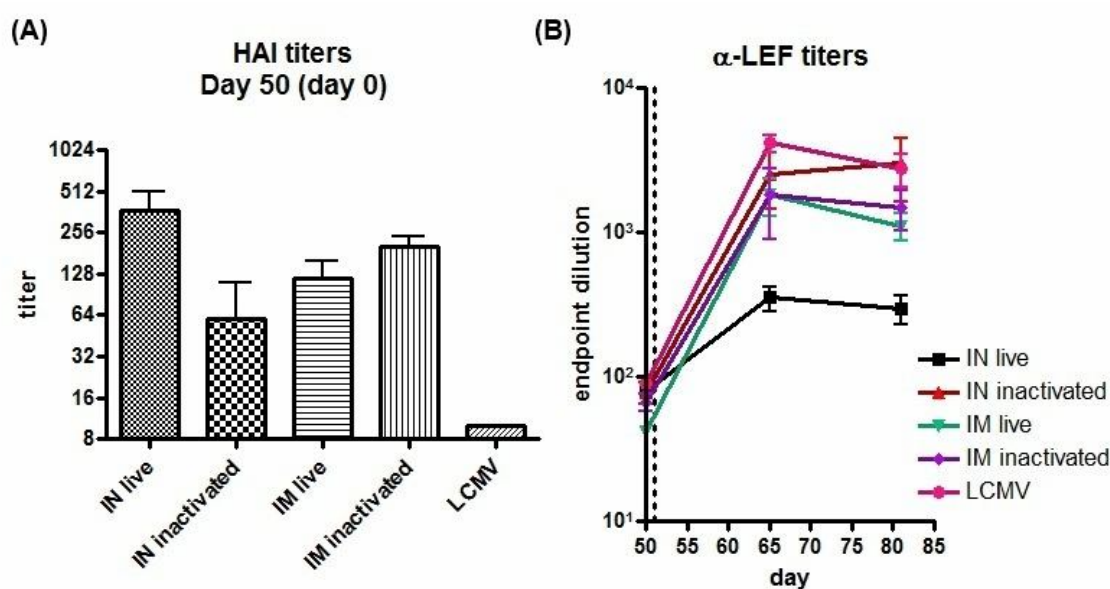 (A)
HAI titers
Day 50 (day 0)
titer
1024
512
256
128
64
32
16
8
IN live
IN inactivated
IM live
IM inactivated
LCMV
(B)
α-LEF titers
endpoint dilution
10⁴
10³
10²
10¹
50 55 60 65 70 75 80 85
day
IN live
IN inactivated
IM live
IM inactivated
LCMV